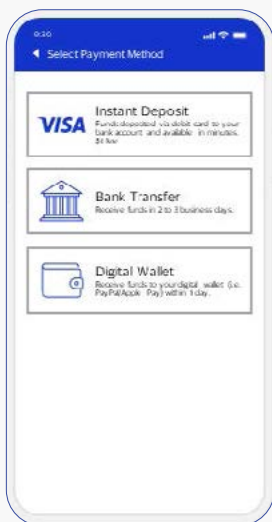 9:30
Select Payment Method
VISA
Instant Deposit
Funds deposited via debit card to your
bank account and available in minutes.
fee
Bank Transfer
Receive funds in 2 to 3 business days.
Digital Wallet
Receive funds to your digital wallet (i.e.
PayPal/Apple Pay) within 1 day.